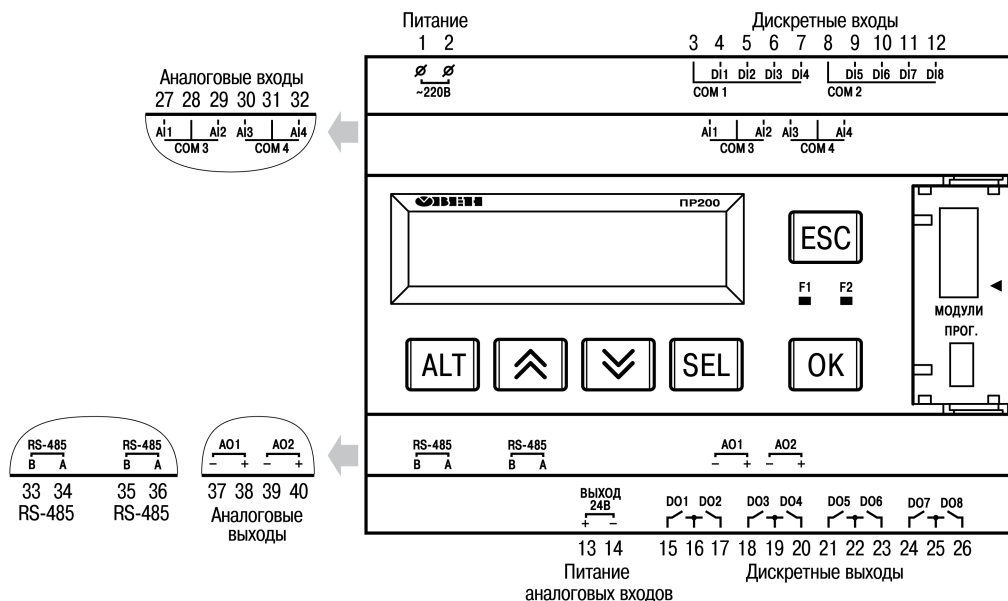 Питание
1 2
~220В
Дискретные входы
3 4 5 6 7 8 9 10 11 12
DI1 DI2 DI3 DI4 DI5 DI6 DI7 DI8
COM 1 COM 2
Аналоговые входы
27 28 29 30 31 32
AI1 AI2 AI3 AI4
COM 3 COM 4
AI1 AI2 AI3 AI4
COM 3 COM 4
ОВЕН ПР200
ESC
F1 F2
МОДУЛИ
ПРОГ.
ALT SEL OK
RS-485 RS-485
B A B A
33 34 35 36
RS-485 RS-485
AO1 AO2
– + – +
37 38 39 40
Аналоговые
выходы
RS-485 RS-485
B A B A
AO1 AO2
– + – +
ВЫХОД
24В
+ –
DO1 DO2 DO3 DO4 DO5 DO6 DO7 DO8
13 14 15 16 17 18 19 20 21 22 23 24 25 26
Питание
аналоговых входов
Дискретные выходы